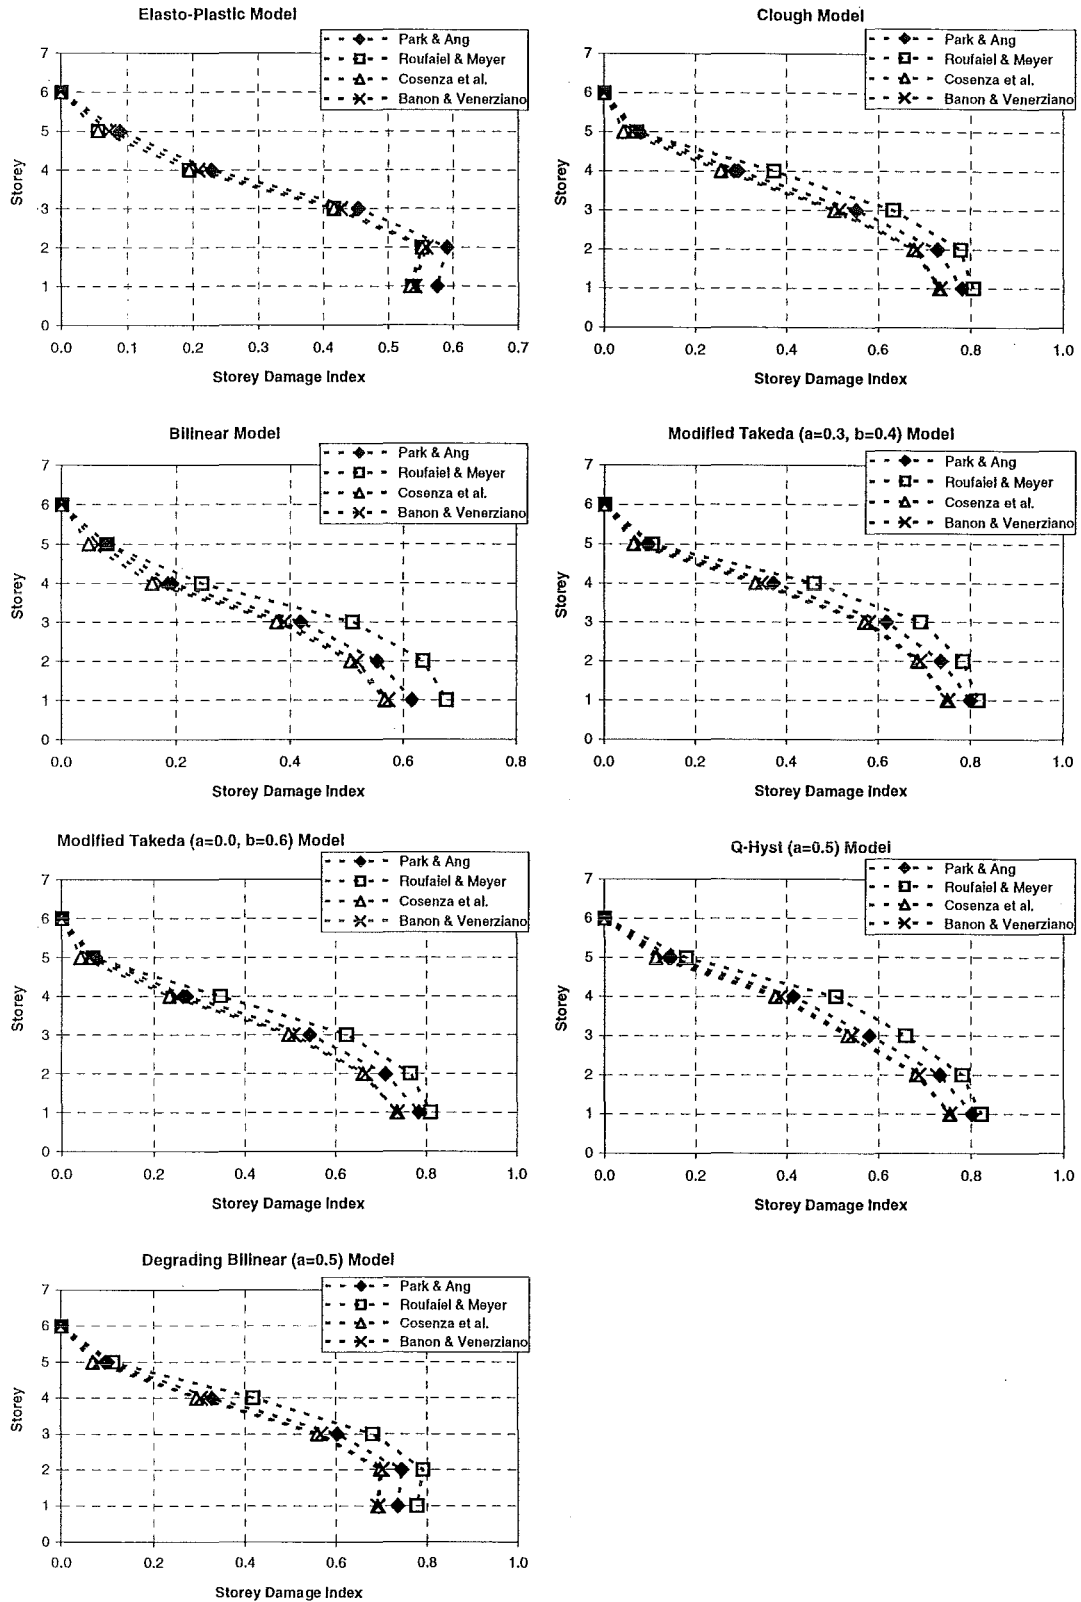 Elasto-Plastic Model
Park & Ang
Roufaiel & Meyer
Cosenza et al.
Banon & Venerziano
7
6
5
4
3
2
1
0
Storey
0.0 0.1 0.2 0.3 0.4 0.5 0.6 0.7
Storey Damage Index
Clough Model
Park & Ang
Roufaiel & Meyer
Cosenza et al.
Banon & Venerziano
7
6
5
4
3
2
1
0
Storey
0.0 0.2 0.4 0.6 0.8 1.0
Storey Damage Index
Bilinear Model
Park & Ang
Roufaiel & Meyer
Cosenza et al.
Banon & Venerziano
7
6
5
4
3
2
1
0
Storey
0.0 0.2 0.4 0.6 0.8
Storey Damage Index
Modified Takeda (a=0.3, b=0.4) Model
Park & Ang
Roufaiel & Meyer
Cosenza et al.
Banon & Venerziano
7
6
5
4
3
2
1
0
Storey
0.0 0.2 0.4 0.6 0.8 1.0
Storey Damage Index
Modified Takeda (a=0.0, b=0.6) Model
Park & Ang
Roufaiel & Meyer
Cosenza et al.
Banon & Venerziano
7
6
5
4
3
2
1
0
Storey
0.0 0.2 0.4 0.6 0.8 1.0
Storey Damage Index
Q-Hyst (a=0.5) Model
Park & Ang
Roufaiel & Meyer
Cosenza et al.
Banon & Venerziano
7
6
5
4
3
2
1
0
Storey
0.0 0.2 0.4 0.6 0.8 1.0
Storey Damage Index
Degrading Bilinear (a=0.5) Model
Park & Ang
Roufaiel & Meyer
Cosenza et al.
Banon & Venerziano
7
6
5
4
3
2
1
0
Storey
0.0 0.2 0.4 0.6 0.8 1.0
Storey Damage Index